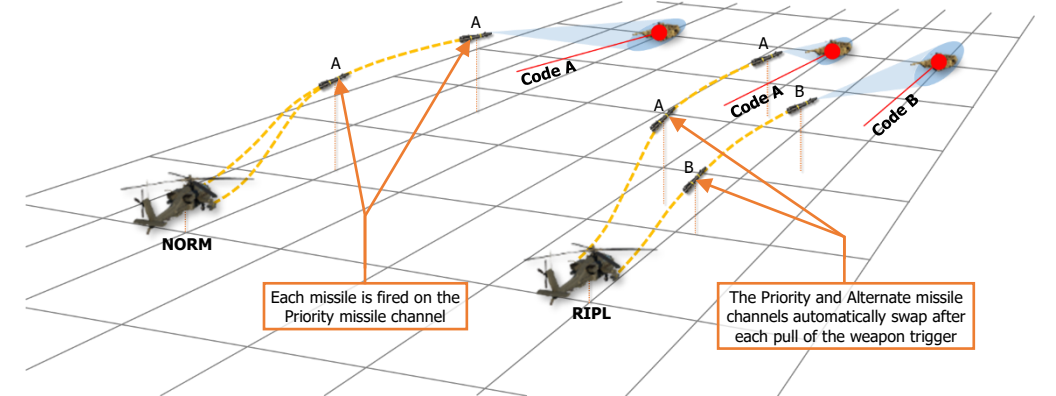 A
A
Code A
NORM
Each missile is fired on the
Priority missile channel
A
A
B
B
Code A
Code B
RIPL
The Priority and Alternate missile
channels automatically swap after
each pull of the weapon trigger